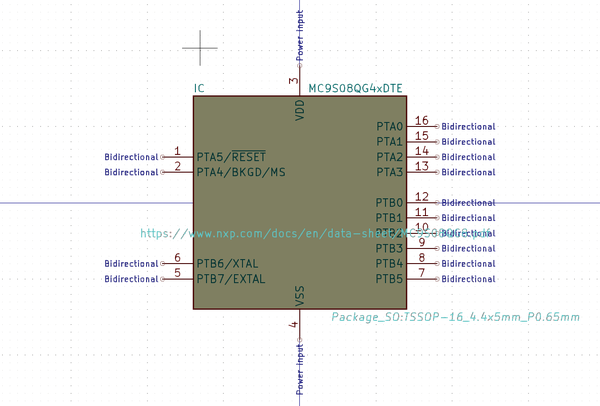 Power Input
3
IC
MC9S08QG4xDTE
VDD
PTA0 16 Bidirectional
PTA1 15 Bidirectional
Bidirectional 1 PTA5/RESET
PTA2 14 Bidirectional
Bidirectional 2 PTA4/BKGD/MS
PTA3 13 Bidirectional
PTB0 12 Bidirectional
PTB1 11 Bidirectional
https://www.nxp.com/docs/en/data-sheet/
PTB2 10 Bidirectional
PTB3 9 Bidirectional
Bidirectional 6 PTB6/XTAL
PTB4 8 Bidirectional
Bidirectional 5 PTB7/EXTAL
PTB5 7 Bidirectional
VSS
Package_SO:TSSOP-16_4.4x5mm_P0.65mm
4
Power Input